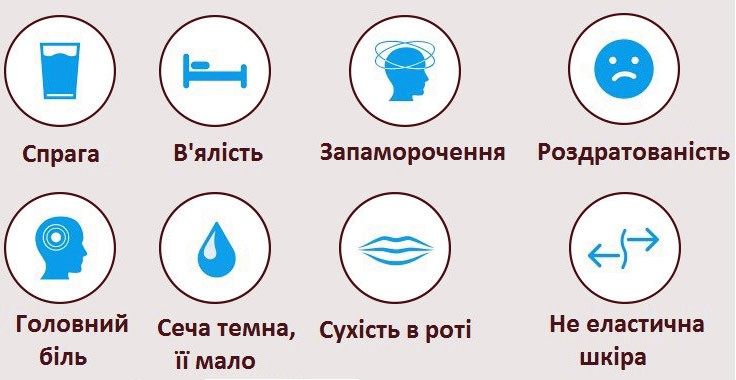 Спрага
В'ялість
Запаморочення
Роздратованість
Головний
біль
Сеча темна,
її мало
Сухість в роті
Не еластична
шкіра